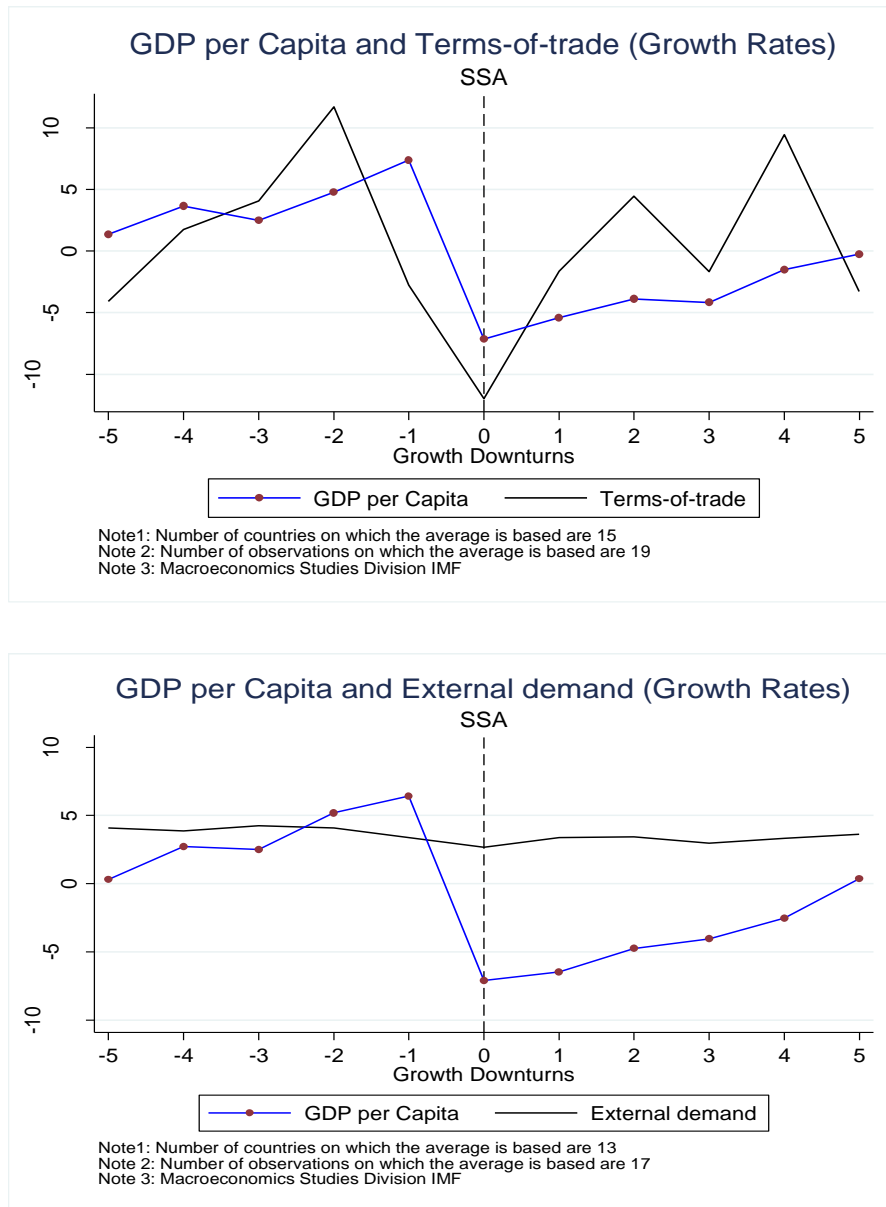 GDP per Capita and Terms-of-trade (Growth Rates)
SSA
10
5
0
-5
-10
-5 -4 -3 -2 -1 0 1 2 3 4 5
Growth Downturns
GDP per Capita Terms-of-trade
Note1: Number of countries on which the average is based are 15
Note 2: Number of observations on which the average is based are 19
Note 3: Macroeconomics Studies Division IMF
GDP per Capita and External demand (Growth Rates)
SSA
10
5
0
-5
-10
-5 -4 -3 -2 -1 0 1 2 3 4 5
Growth Downturns
GDP per Capita External demand
Note1: Number of countries on which the average is based are 13
Note 2: Number of observations on which the average is based are 17
Note 3: Macroeconomics Studies Division IMF